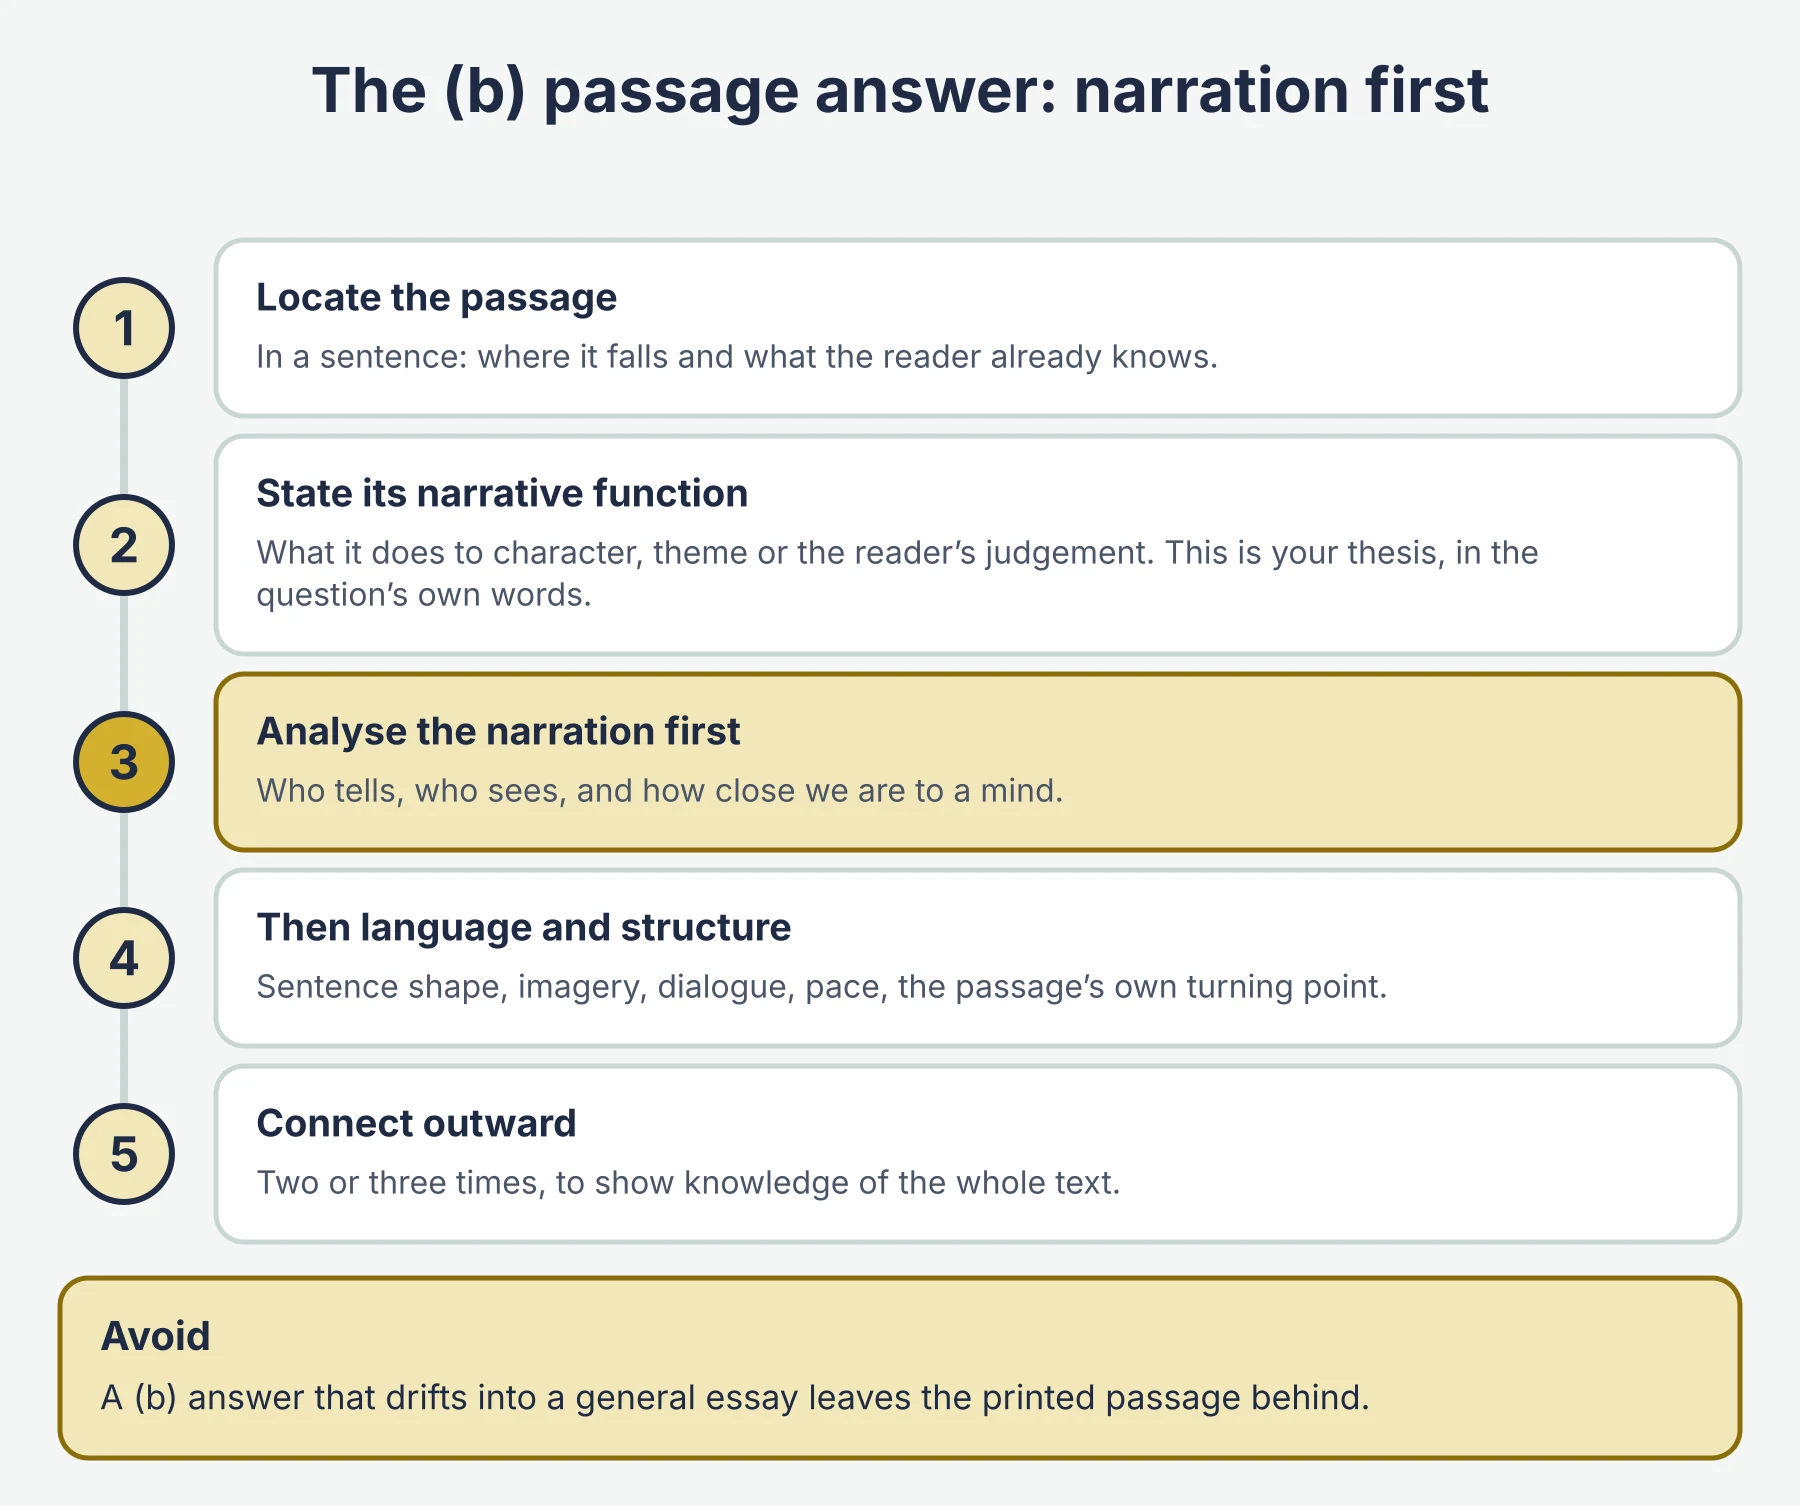 The (b) passage answer: narration first
1
Locate the passage
In a sentence: where it falls and what the reader already knows.
2
State its narrative function
What it does to character, theme or the reader’s judgement. This is your thesis, in the
question’s own words.
3
Analyse the narration first
Who tells, who sees, and how close we are to a mind.
4
Then language and structure
Sentence shape, imagery, dialogue, pace, the passage’s own turning point.
5
Connect outward
Two or three times, to show knowledge of the whole text.
Avoid
A (b) answer that drifts into a general essay leaves the printed passage behind.